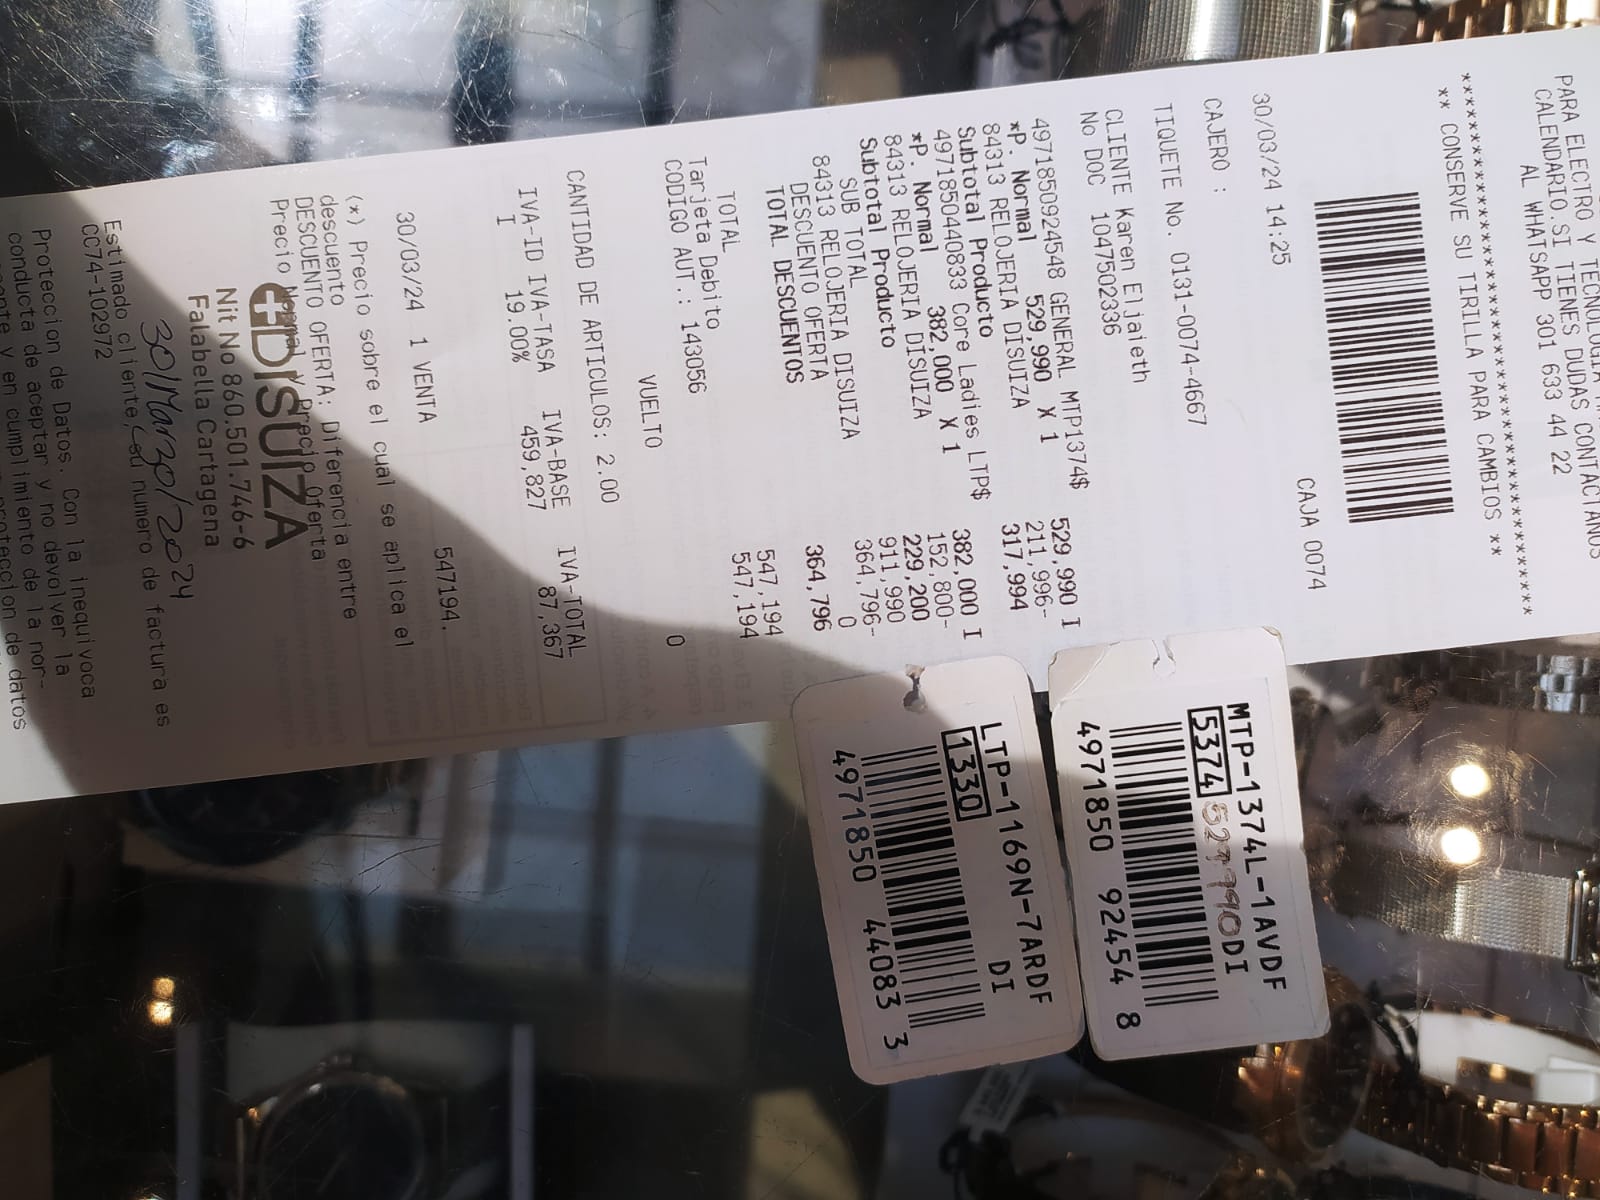 PARA ELECTRO Y TECNOLOGIA
CALENDARIO.SI TIENES DUDAS CONTACTANOS
AL WHATSAPP 301 633 44 22
** CONSERVE SU TIRILLA PARA CAMBIOS **
CAJA 0074
30/03/24 14:25
CAJERO :
TIQUETE No. 0131-0074-4667
CLIENTE Karen Eljaieth
No DOC 1047502336
4971850924548 GENERAL MTP1374$ 529,990 I
*P. Normal 529,990 X 1
84313 RELOJERIA DISUIZA 211,996-
Subtotal Producto 317,994
4971850440833 Core Ladies LTP$ 382,000 I
*P. Normal 382,000 X 1
84313 RELOJERIA DISUIZA 152,800-
Subtotal Producto 229,200
SUB TOTAL 911,990
84313 RELOJERIA DISUIZA 364,796-
DESCUENTO OFERTA 0
TOTAL DESCUENTOS 364,796
TOTAL 547,194
Tarjeta Debito 547,194
CODIGO AUT.: 143056
VUELTO 0
CANTIDAD DE ARTICULOS: 2.00
IVA-ID IVA-TASA IVA-BASE IVA-TOTAL
I 19.00% 459,827 87,367
30/03/24 1 VENTA 547194.
(*) Precio sobre el cual se aplica el
descuento
DESCUENTO OFERTA: Diferencia entre
Precio Normal y Precio Oferta
DISUIZA
Nit No 860.501.746-6
Falabella Cartagena
30/Marzo/2024
Estimado cliente, su numero de factura es
CC74-102972
Proteccion de Datos. Con la inequivoca
conducta de aceptar y no devolver la
y en cumplimiento de la nor-
proteccion de datos
MTP-1374L-1AVDF
5374 529990 DI
4971850 92454 8
LTP-1169N-7ARDF
1330 DI
4971850 44083 3